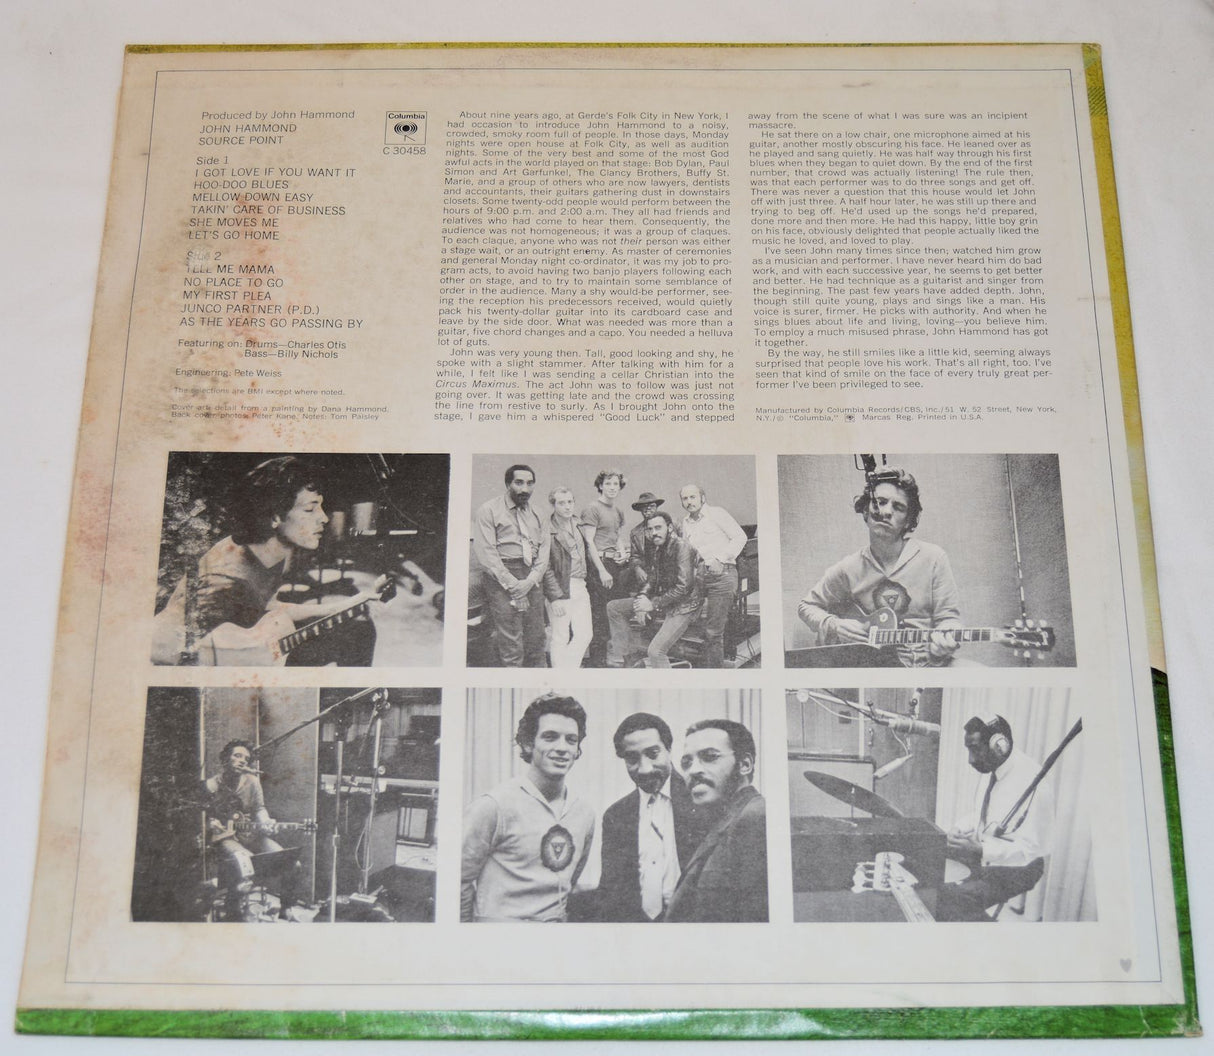 Produced by John Hammond
JOHN HAMMOND
SOURCE POINT
Side 1
I GOT LOVE IF YOU WANT IT
HOO-DOO BLUES
MELLOW DOWN EASY
TAKIN' CARE OF BUSINESS
SHE MOVES ME
LET'S GO HOME
Side 2
TELL ME MAMA
NO PLACE TO GO
MY FIRST PLEA
JUNCO PARTNER (P.D.)
AS THE YEARS GO PASSING BY
Featuring on: Drums—Charles Otis
Bass—Billy Nichols
Engineering: Pete Weiss
The selections are BMI except where noted.
Cover art: detail from a painting by Dana Hammond.
Back cover photos: Peter Kane. Notes: Tom Paisley
Columbia
C 30458
About nine years ago, at Gerde's Folk City in New York, I
had occasion to introduce John Hammond to a noisy,
crowded, smoky room full of people. In those days, Monday
nights were open house at Folk City, as well as audition
nights. Some of the very best and some of the most God
awful acts in the world played on that stage: Bob Dylan, Paul
Simon and Art Garfunkel, The Clancy Brothers, Buffy St.
Marie, and a group of others who are now lawyers, dentists
and accountants, their guitars gathering dust in downstairs
closets. Some twenty-odd people would perform between the
hours of 9:00 p.m. and 2:00 a.m. They all had friends and
relatives who had come to hear them. Consequently, the
audience was not homogeneous; it was a group of claques.
To each claque, anyone who was not their person was either
a stage wait, or an outright enemy. As master of ceremonies
and general Monday night co-ordinator, it was my job to pro-
gram acts, to avoid having two banjo players following each
other on stage, and to try to maintain some semblance of
order in the audience. Many a shy would-be performer, see-
ing the reception his predecessors received, would quietly
pack his twenty-dollar guitar into its cardboard case and
leave by the side door. What was needed was more than a
guitar, five chord changes and a capo. You needed a helluva
lot of guts.
John was very young then. Tall, good looking and shy, he
spoke with a slight stammer. After talking with him for a
while, I felt like I was sending a cellar Christian into the
Circus Maximus. The act John was to follow was just not
going over. It was getting late and the crowd was crossing
the line from restive to surly. As I brought John onto the
stage, I gave him a whispered "Good Luck" and stepped
away from the scene of what I was sure was an incipient
massacre.
He sat there on a low chair, one microphone aimed at his
guitar, another mostly obscuring his face. He leaned over as
he played and sang quietly. He was half way through his first
blues when they began to quiet down. By the end of the first
number, that crowd was actually listening! The rule then,
was that each performer was to do three songs and get off.
There was never a question that this house would let John
off with just three. A half hour later, he was still up there and
trying to beg off. He'd used up the songs he'd prepared,
done more and then more. He had this happy, little boy grin
on his face, obviously delighted that people actually liked the
music he loved, and loved to play.
I've seen John many times since then; watched him grow
as a musician and performer. I have never heard him do bad
work, and with each successive year, he seems to get better
and better. He had technique as a guitarist and singer from
the beginning. The past few years have added depth. John,
though still quite young, plays and sings like a man. His
voice is surer, firmer. He picks with authority. And when he
sings blues about life and living, loving—you believe him.
To employ a much misused phrase, John Hammond has got
it together.
By the way, he still smiles like a little kid, seeming always
surprised that people love his work. That's all right, too. I've
seen that kind of smile on the face of every truly great per-
former I've been privileged to see.
Manufactured by Columbia Records/CBS, Inc./51 W. 52 Street, New York,
N.Y./℗ "Columbia," Marcas Reg. Printed in U.S.A.